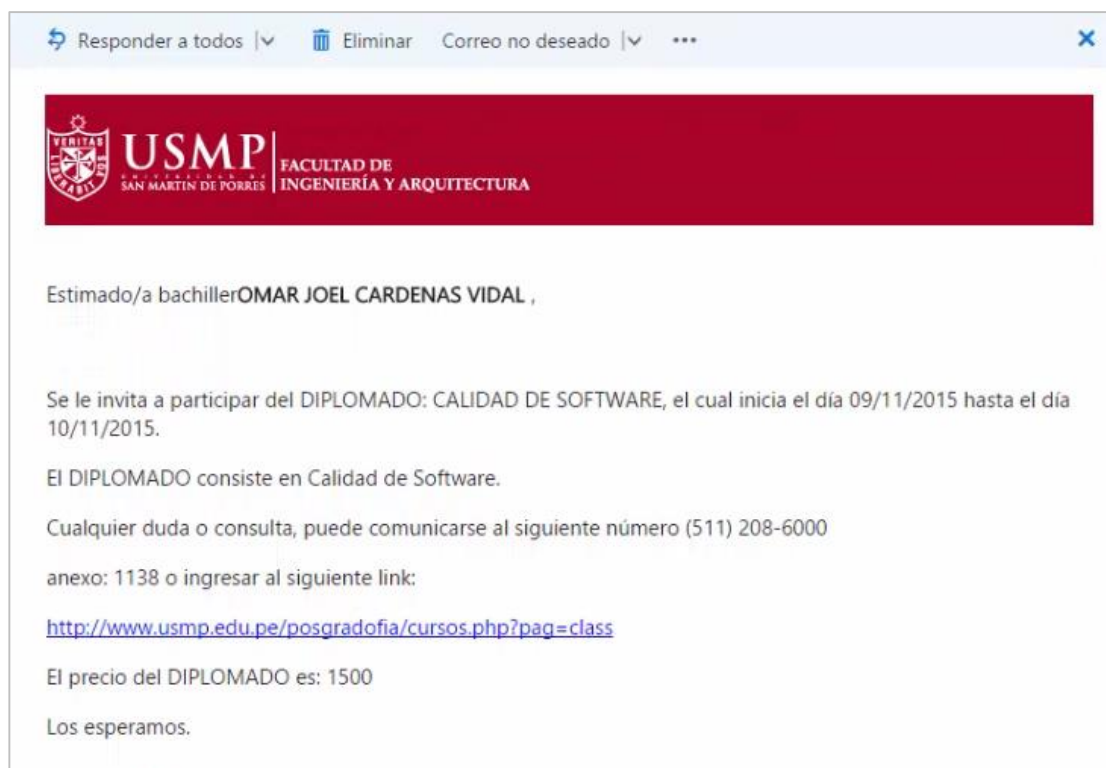 Responder a todos Eliminar Correo no deseado ...
VERITAS
LIBERABIT VOS
USMP
UNIVERSIDAD DE
SAN MARTIN DE PORRES
FACULTAD DE
INGENIERÍA Y ARQUITECTURA
Estimado/a bachillerOMAR JOEL CARDENAS VIDAL ,
Se le invita a participar del DIPLOMADO: CALIDAD DE SOFTWARE, el cual inicia el día 09/11/2015 hasta el día
10/11/2015.
El DIPLOMADO consiste en Calidad de Software.
Cualquier duda o consulta, puede comunicarse al siguiente número (511) 208-6000
anexo: 1138 o ingresar al siguiente link:
http://www.usmp.edu.pe/posgradofia/cursos.php?pag=class
El precio del DIPLOMADO es: 1500
Los esperamos.